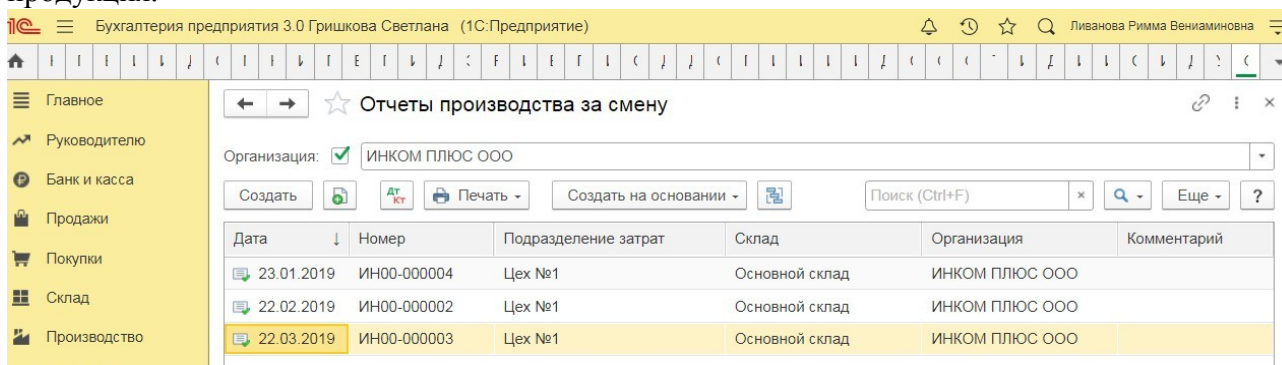 продукция.
1С Бухгалтерия предприятия 3.0 Гришкова Светлана (1С:Предприятие) Ливанова Римма Вениаминовна
Главное
Отчеты производства за смену
Руководителю
Организация: ИНКОМ ПЛЮС ООО
Банк и касса
Создать Дт Кт Печать Создать на основании Поиск (Ctrl+F) × Еще ?
Продажи
Дата ↓ Номер Подразделение затрат Склад Организация Комментарий
Покупки
23.01.2019 ИН00-000004 Цех №1 Основной склад ИНКОМ ПЛЮС ООО
Склад
22.02.2019 ИН00-000002 Цех №1 Основной склад ИНКОМ ПЛЮС ООО
Производство
22.03.2019 ИН00-000003 Цех №1 Основной склад ИНКОМ ПЛЮС ООО